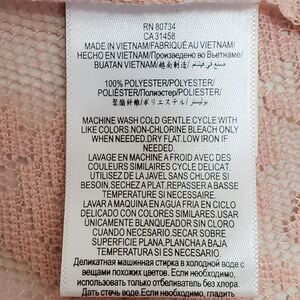 RN 80734
CA 31458
MADE IN VIETNAM/FABRIQUÉ AU VIETNAM/
HECHO EN VIETNAM/Произведено во Вьетнаме/
BUATAN VIETNAM/越南制造/صنع في فيتنام
100% POLYESTER/POLYESTER/
POLIÉSTER/Полиэстер/POLIESTER/
聚酯纤维/ポリエステル/بوليستر
MACHINE WASH COLD GENTLE CYCLE WITH
LIKE COLORS.NON-CHLORINE BLEACH ONLY
WHEN NEEDED.DRY FLAT.LOW IRON IF
NEEDED.
LAVAGE EN MACHINE A FROID AVEC DES
COULEURS SIMILAIRES CYCLE DELICAT.
UTILISEZ DE LA JAVEL SANS CHLORE SI
BESOIN.SECHEZ A PLAT.REPASSER A BASSE
TEMPERATURE SI NECESSAIRE.
LAVAR A MAQUINA EN AGUA FRIA EN CICLO
DELICADO CON COLORES SIMILARES.USAR
UNICAMENTE BLANQUEADOR SIN CLORO
CUANDO NECESARIO.SECAR SOBRE
SUPERFICIE PLANA.PLANCHA A BAJA
TEMPERATURA SI ES NECESARIO
Деликатная машинная стирка в холодной воде с
вещами похожих цветов. Если необходимо,
использовать только отбеливатель без хлора.
Дать стечь воде. Если необходимо, гладить